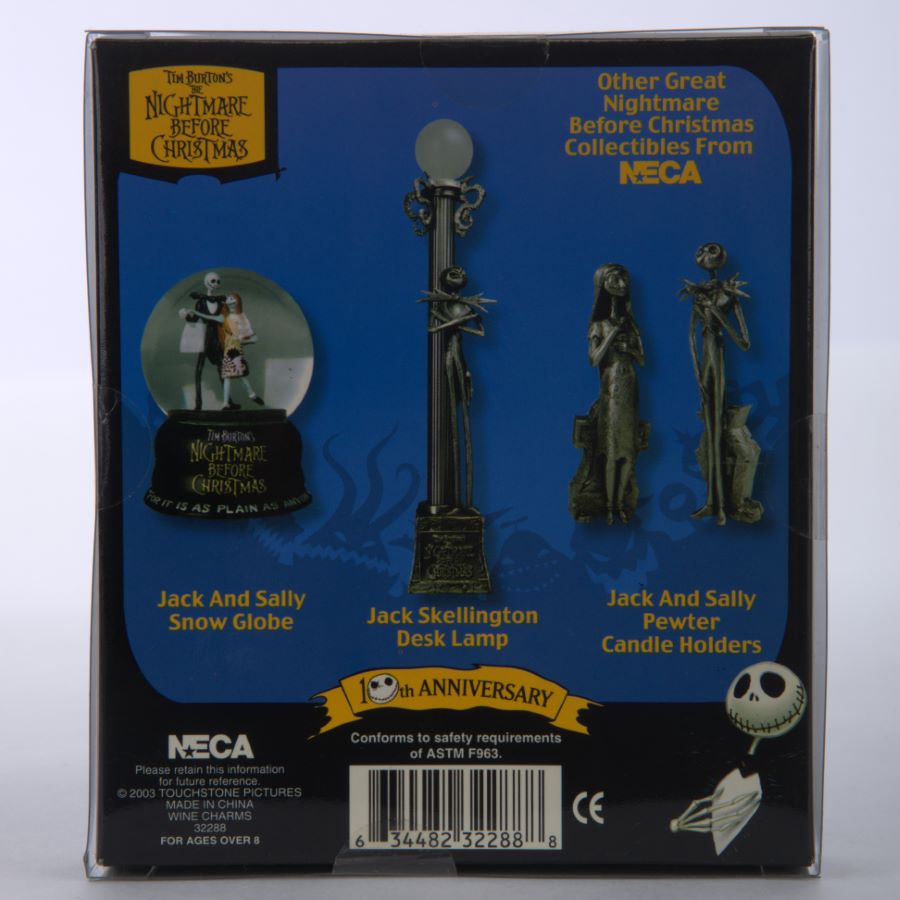 TIM BURTON'S
THE
NIGHTMARE
BEFORE
CHRISTMAS
Other Great
Nightmare
Before Christmas
Collectibles From
NECA
TIM BURTON'S
NIGHTMARE
BEFORE
CHRISTMAS
FOR IT IS AS PLAIN AS
NIGHTMARE
BEFORE
CHRISTMAS
Jack And Sally
Snow Globe
Jack Skellington
Desk Lamp
Jack And Sally
Pewter
Candle Holders
10th ANNIVERSARY
Conforms to safety requirements
of ASTM F963.
NECA
Please retain this information
for future reference.
© 2003 TOUCHSTONE PICTURES
MADE IN CHINA
WINE CHARMS
32288
FOR AGES OVER 8
6 34482 32288 8
CE